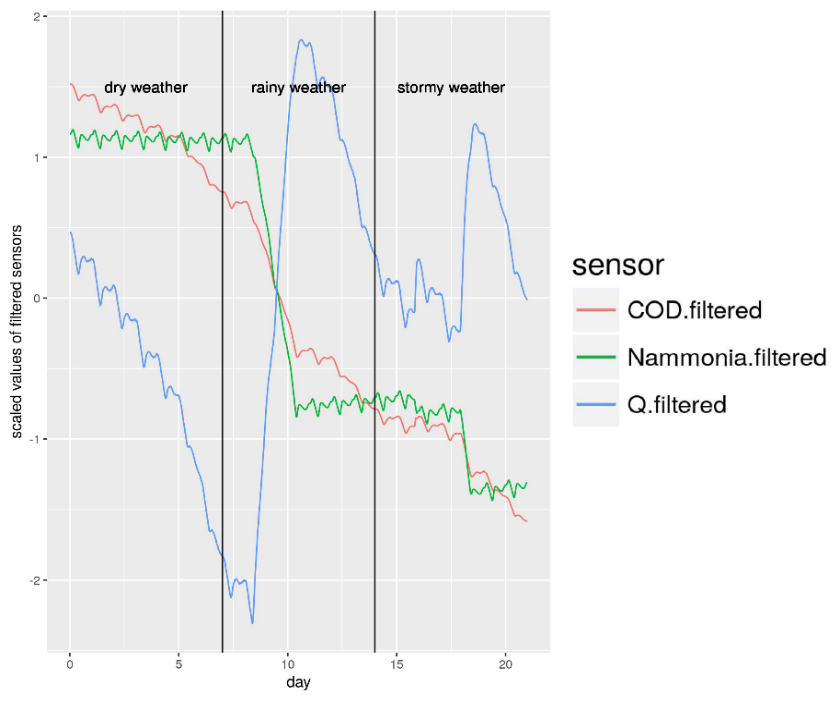 2
dry weather rainy weather stormy weather
1
scaled values of filtered sensors
0
-1
-2
0 5 10 15 20
day
sensor
COD.filtered
Nammonia.filtered
Q.filtered